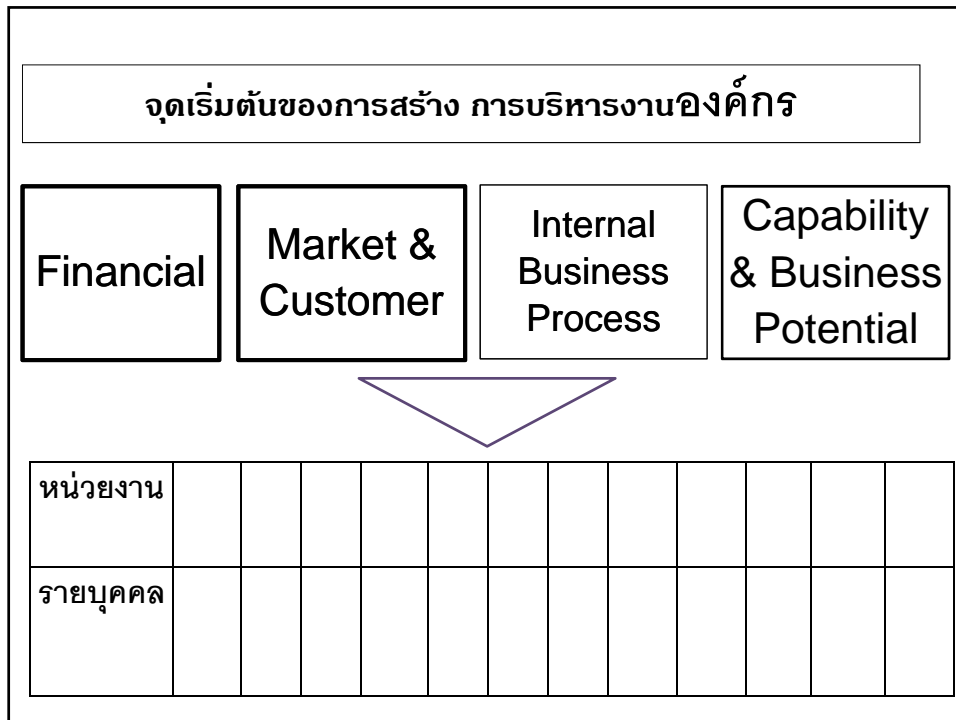 จุดเริ่มต้นของการสร้าง การบริหารงานองค์กร
Financial
Market &
Customer
Internal
Business
Process
Capability
& Business
Potential
หน่วยงาน
รายบุคคล